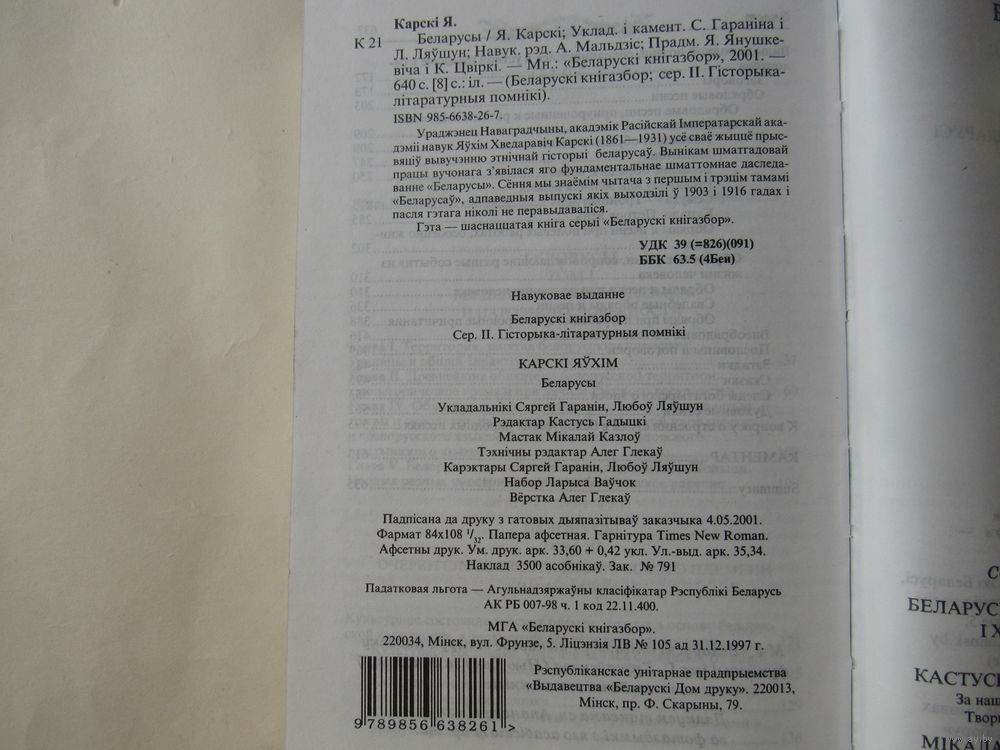 Карскі Я.
К 21
Беларусы / Я. Карскі; Уклад. і камент. С. Гараніна і
Л. Ляўшун; Навук. рэд. А. Мальдзіс; Прадм. Я. Янушке-
віча і К. Цвіркі. — Мн.: «Беларускі кнігазбор», 2001. —
640 с. [8] с.: іл. — (Беларускі кнігазбор; сер. II. Гісторыка-
літаратурныя помнікі).
ISBN 985-6638-26-7.
Ураджэнец Наваградчыны, акадэмік Расійскай Імператарскай ака-
дэміі навук Яўхім Хведаравіч Карскі (1861—1931) усё сваё жыццё прыс-
вяціў вывучэнню этнічнай гісторыі беларусаў. Вынікам шматгадовай
працы вучонага з'явілася яго фундаментальнае шматтомнае даследа-
ванне «Беларусы». Сёння мы знаёмім чытача з першым і трэцім тамамі
«Беларусаў», адпаведныя выпускі якіх выходзілі ў 1903 і 1916 гадах і
пасля гэтага ніколі не перавыдаваліся.
Гэта — шаснаццатая кніга серыі «Беларускі кнігазбор».
УДК 39 (=826)(091)
ББК 63.5 (4Беи)
Навуковае выданне
Беларускі кнігазбор
Сер. II. Гісторыка-літаратурныя помнікі
КАРСКІ ЯЎХІМ
Беларусы
Укладальнікі Сяргей Гаранін, Любоў Ляўшун
Рэдактар Кастусь Гадыцкі
Мастак Мікалай Казлоў
Тэхнічны рэдактар Алег Глекаў
Карэктары Сяргей Гаранін, Любоў Ляўшун
Набор Ларыса Ваўчок
Вёрстка Алег Глекаў
Падпісана да друку з гатовых дыяпазітываў заказчыка 4.05.2001.
Фармат 84х108 1/32. Папера афсетная. Гарнітура Times New Roman.
Афсетны друк. Ум. друк. арк. 33,60 + 0,42 укл. Ул.-выд. арк. 35,34.
Наклад 3500 асобнікаў. Зак. № 791
Падатковая льгота — Агульнадзяржаўны класіфікатар Рэспублікі Беларусь
АК РБ 007-98 ч. 1 код 22.11.400.
МГА «Беларускі кнігазбор».
220034, Мінск, вул. Фрунзе, 5. Ліцэнзія ЛВ № 105 ад 31.12.1997 г.
Рэспубліканскае унітарнае прадпрыемства
«Выдавецтва «Беларускі Дом друку». 220013,
Мінск, пр. Ф. Скарыны, 79.
9 789856 638261 >
БЕЛАРУС
І Х
КАСТУС
За наш
Твор
МІКАЛ